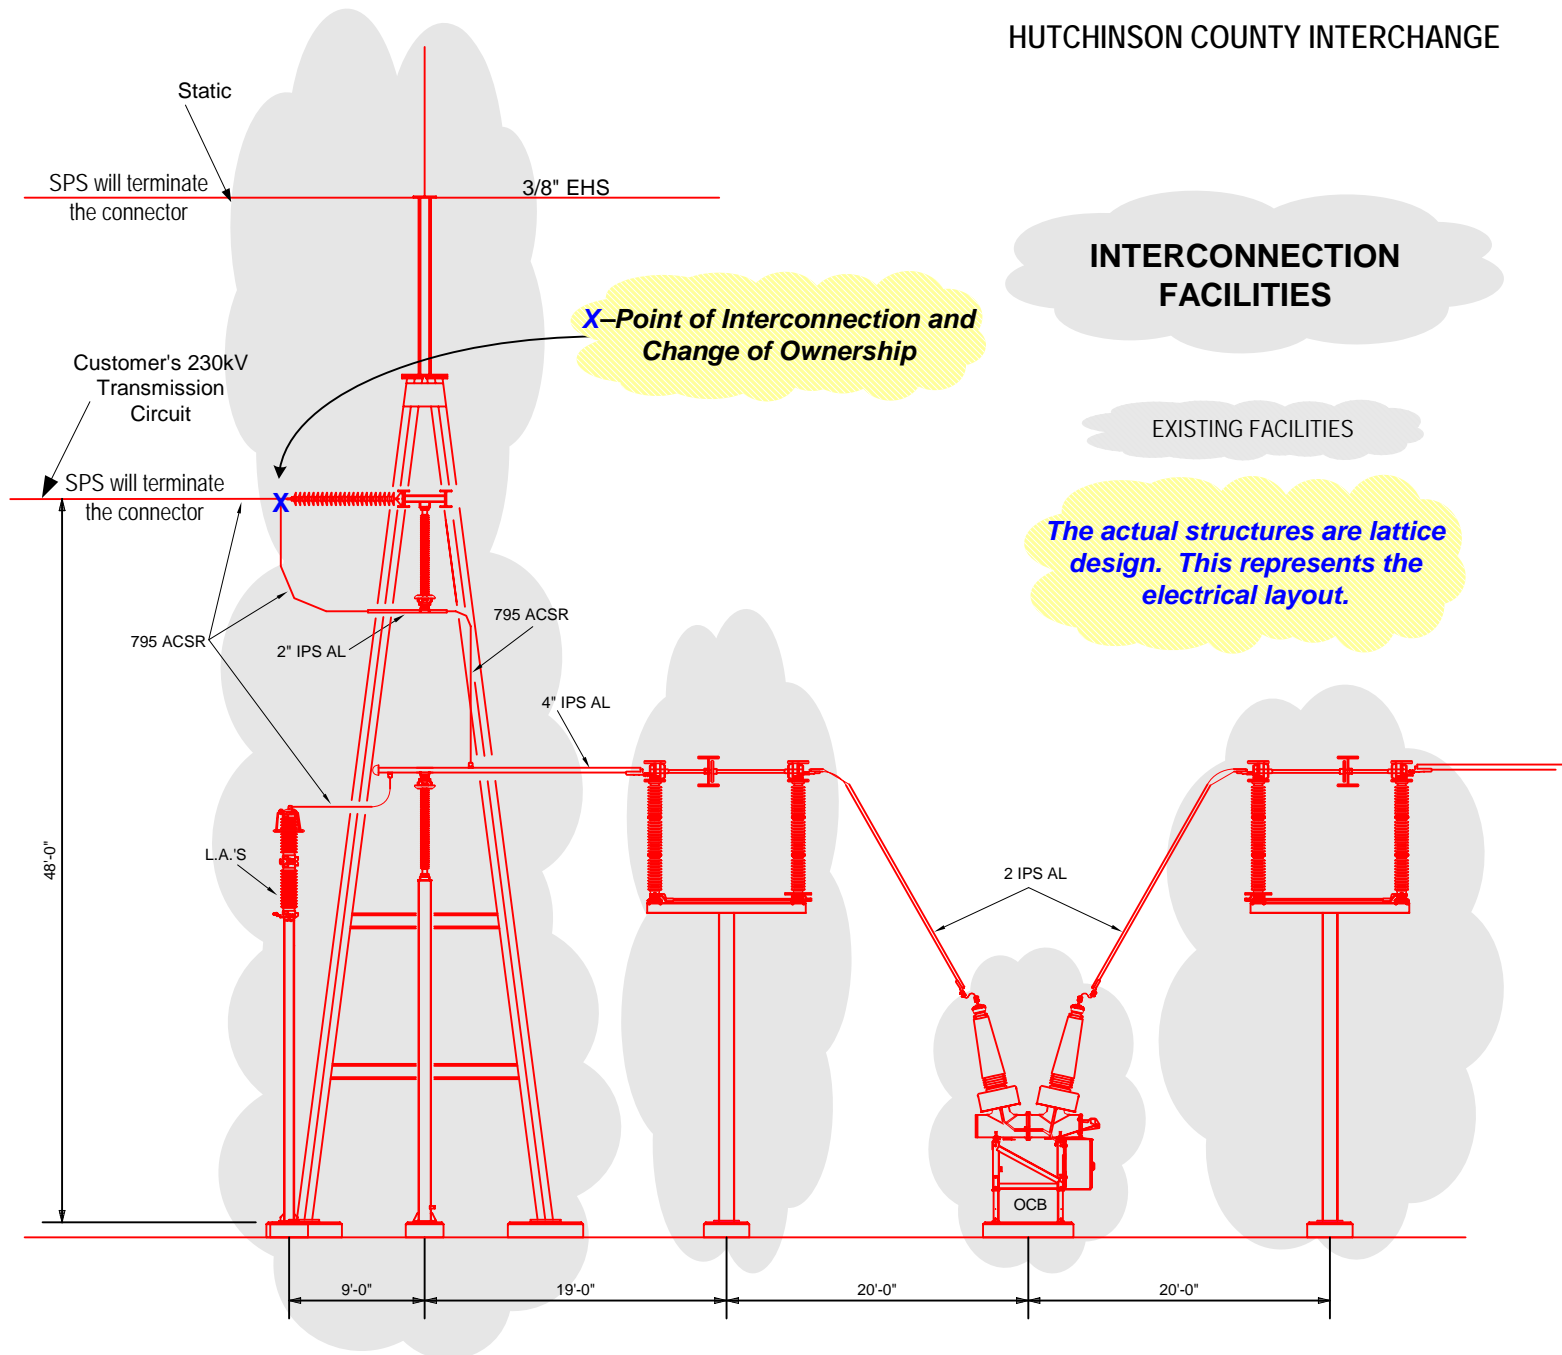 HUTCHINSON COUNTY INTERCHANGE
Static
SPS will terminate
the connector
3/8" EHS
INTERCONNECTION
FACILITIES
X–Point of Interconnection and
Change of Ownership
Customer's 230kV
Transmission
Circuit
EXISTING FACILITIES
SPS will terminate
the connector
X
The actual structures are lattice
design. This represents the
electrical layout.
795 ACSR
2" IPS AL
795 ACSR
4" IPS AL
48'-0"
L.A.'S
2 IPS AL
OCB
9'-0"
19'-0"
20'-0"
20'-0"